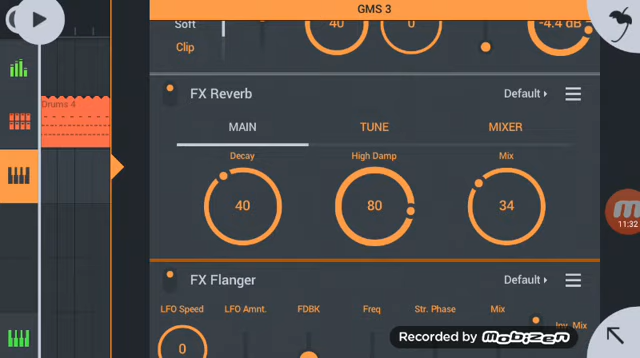 GMS 3
Soft
Clip
40
0
-4.4 dB
FX Reverb
Default
MAIN
TUNE
MIXER
Decay
High Damp
Mix
40
80
34
Drums 4
11:32
FX Flanger
Default
LFO Speed
LFO Amnt.
FDBK
Freq
Str. Phase
Mix
Inv. Mix
0
Recorded by mobizen